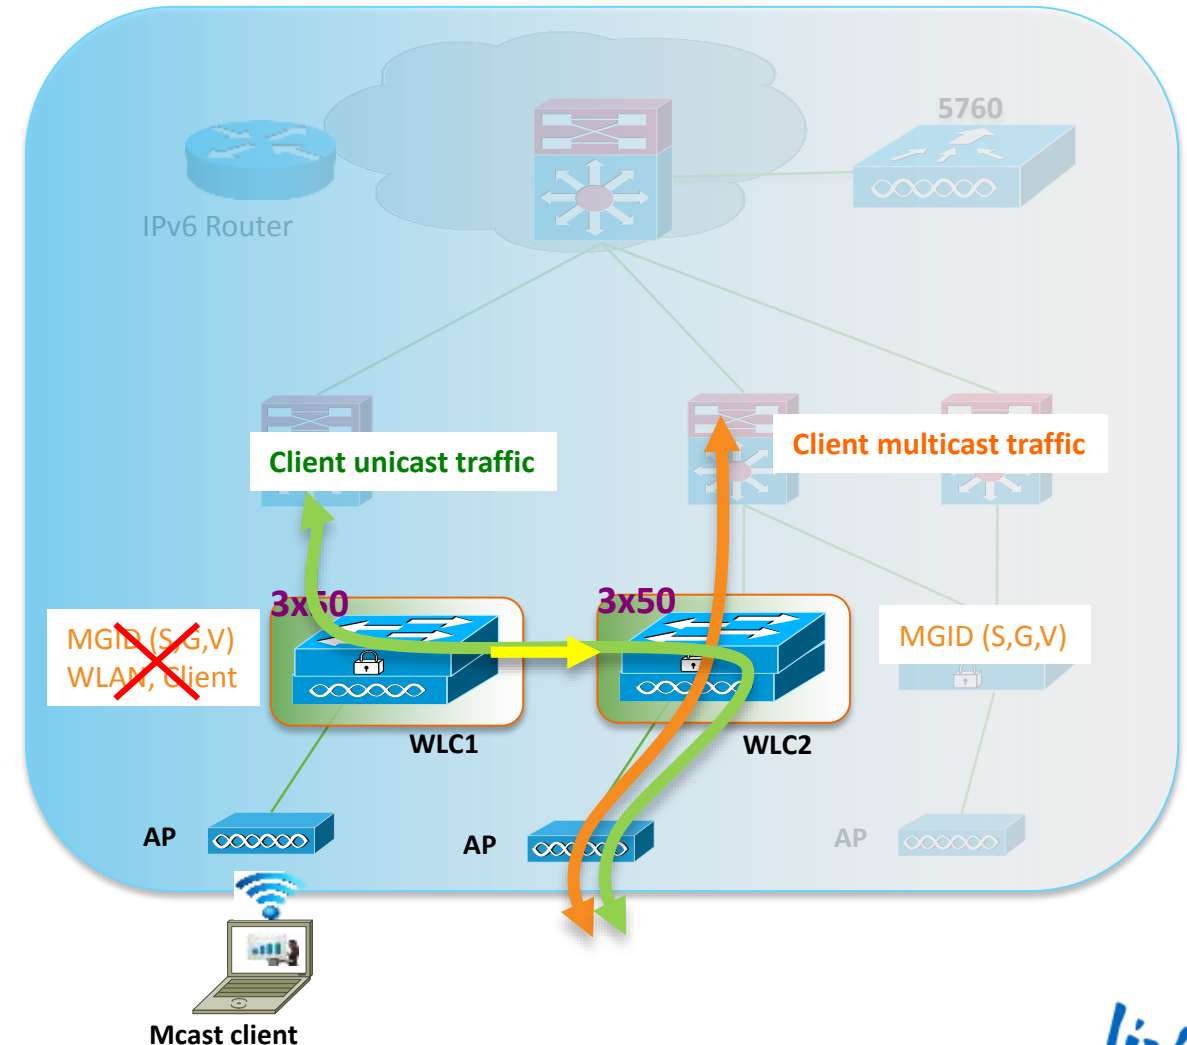 5760
IPv6 Router
Client unicast traffic
Client multicast traffic
3x50
3x50
MGID (S,G,V)
WLAN, Client
MGID (S,G,V)
WLC1
WLC2
AP
AP
AP
Mcast client